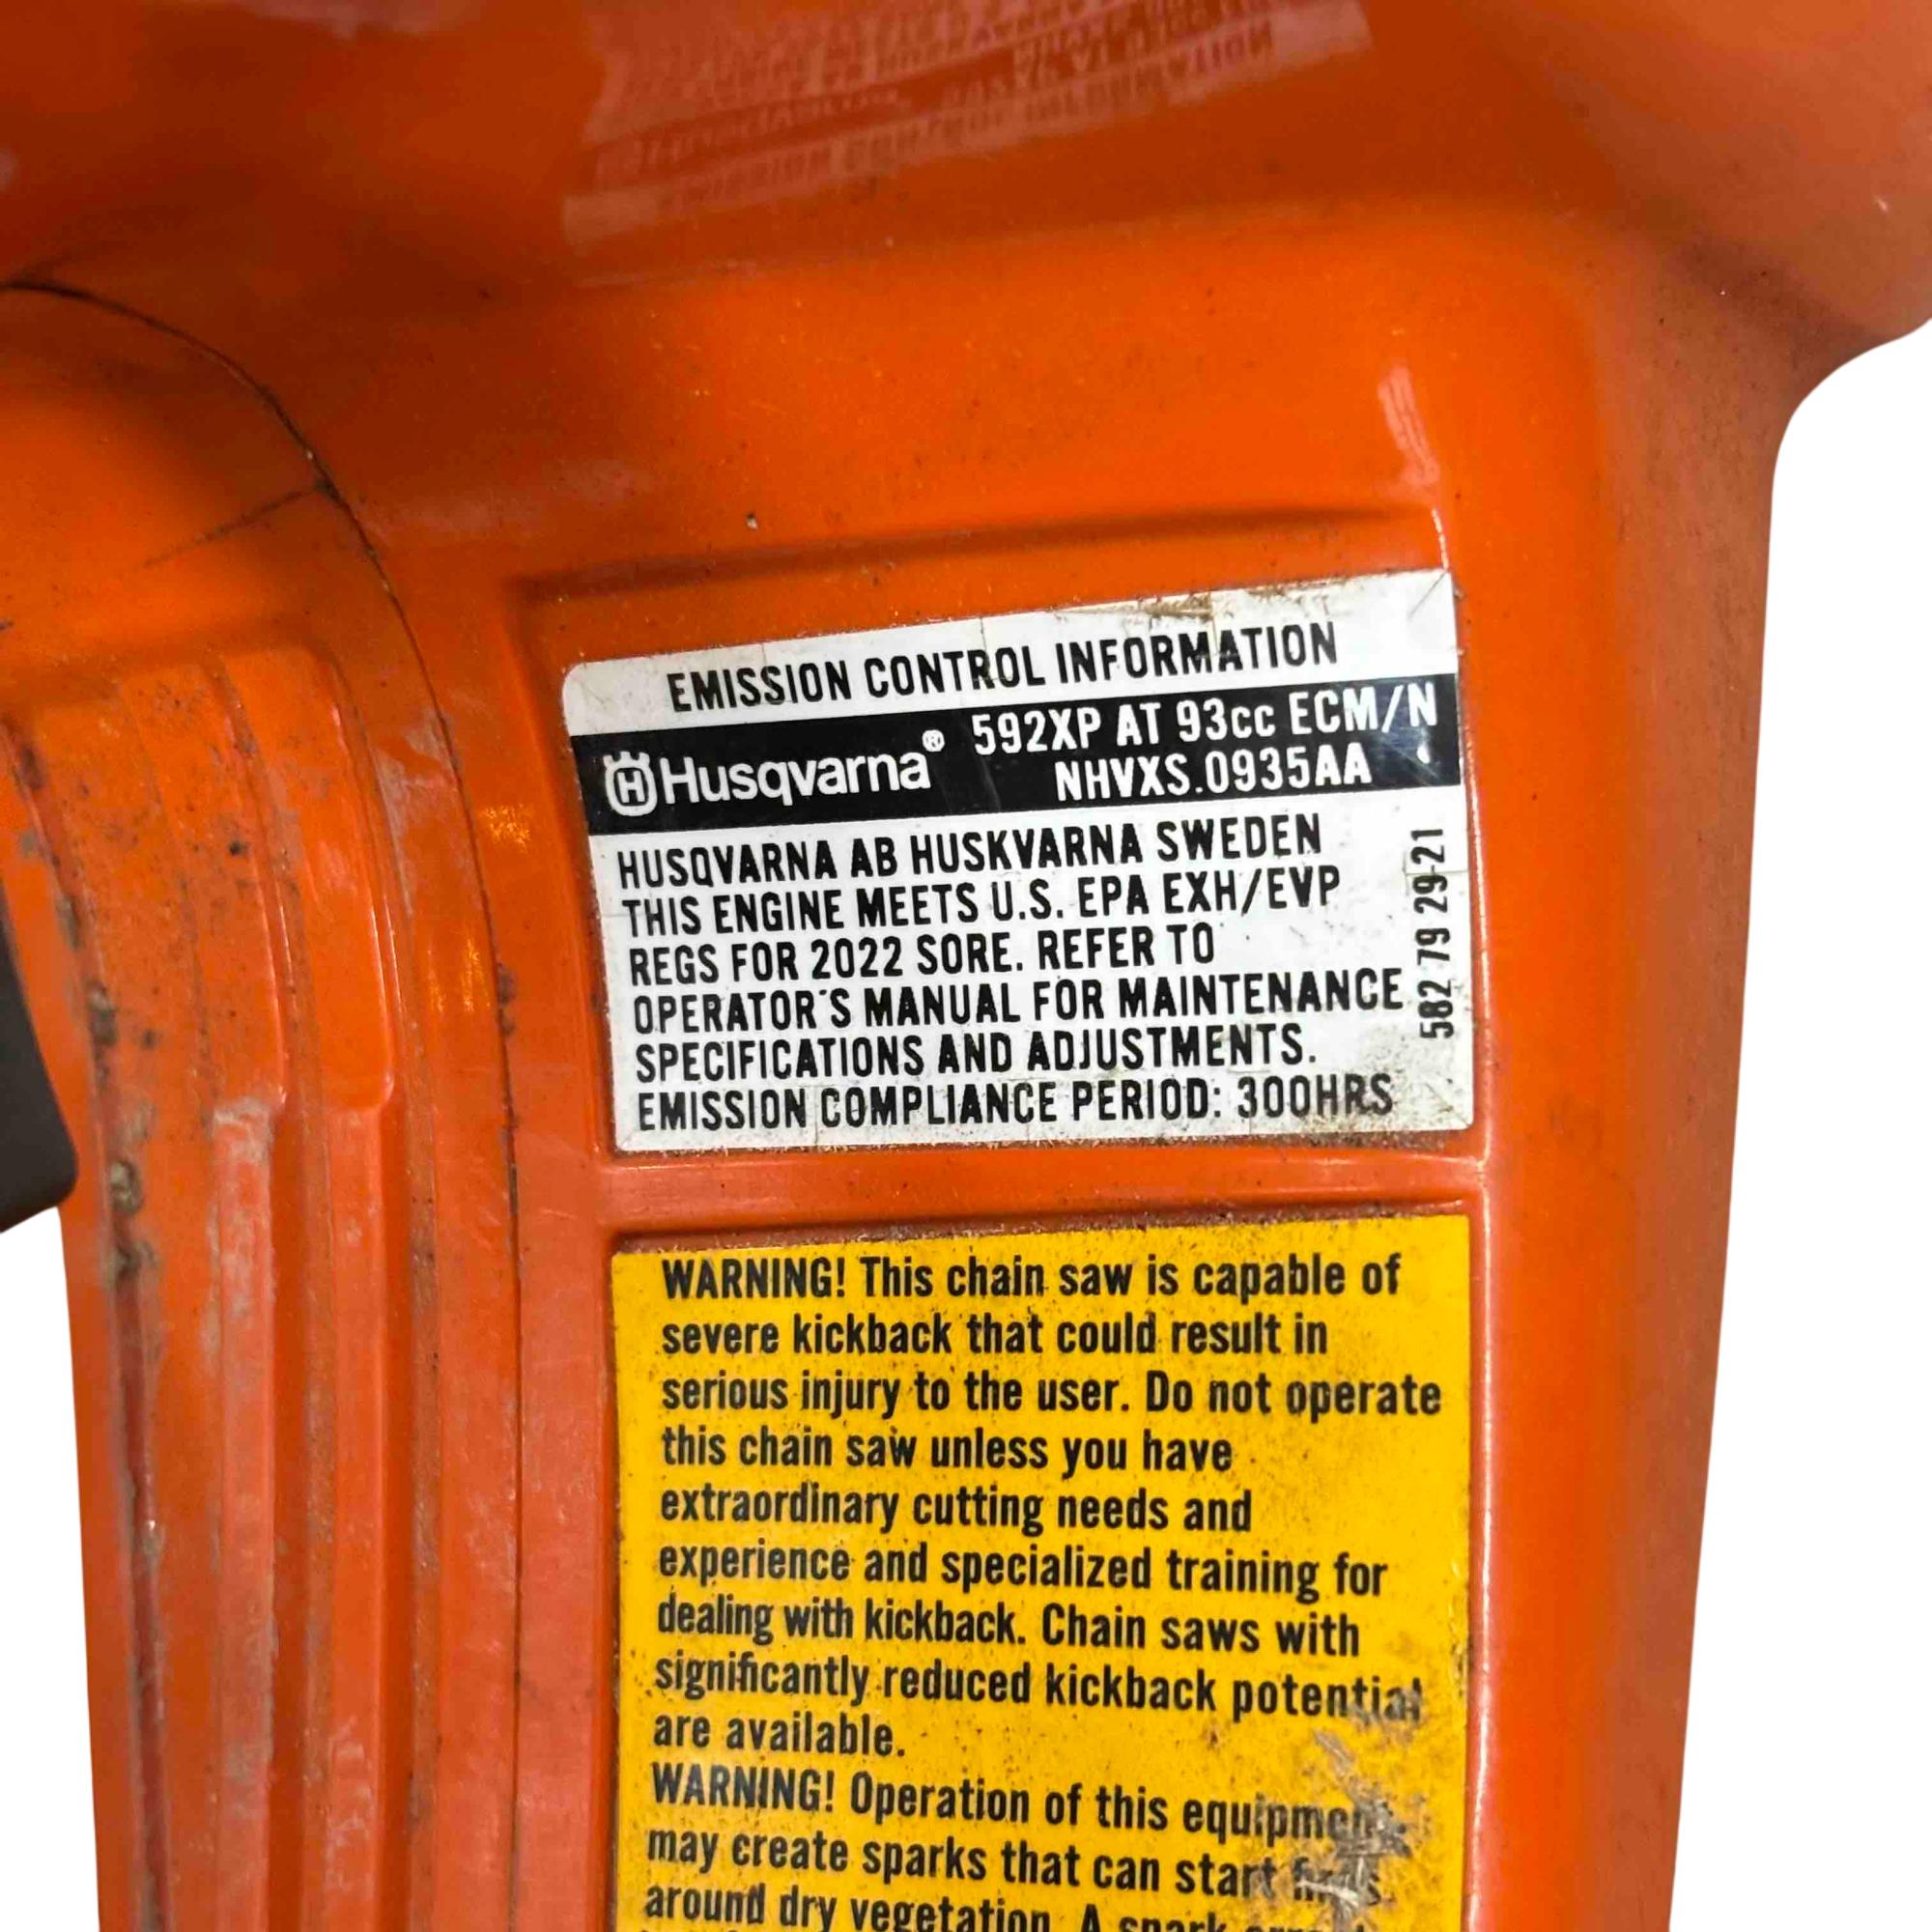 EMISSION CONTROL INFORMATION
Husqvarna® 592XP AT 93cc ECM/N
NHVXS.0935AA
HUSQVARNA AB HUSKVARNA SWEDEN
THIS ENGINE MEETS U.S. EPA EXH/EVP
REGS FOR 2022 SORE. REFER TO
OPERATOR'S MANUAL FOR MAINTENANCE
SPECIFICATIONS AND ADJUSTMENTS.
EMISSION COMPLIANCE PERIOD: 300HRS
582 79 29-21
WARNING! This chain saw is capable of
severe kickback that could result in
serious injury to the user. Do not operate
this chain saw unless you have
extraordinary cutting needs and
experience and specialized training for
dealing with kickback. Chain saws with
significantly reduced kickback potential
are available.
WARNING! Operation of this equipment
may create sparks that can start
around dry vegetation. A spark